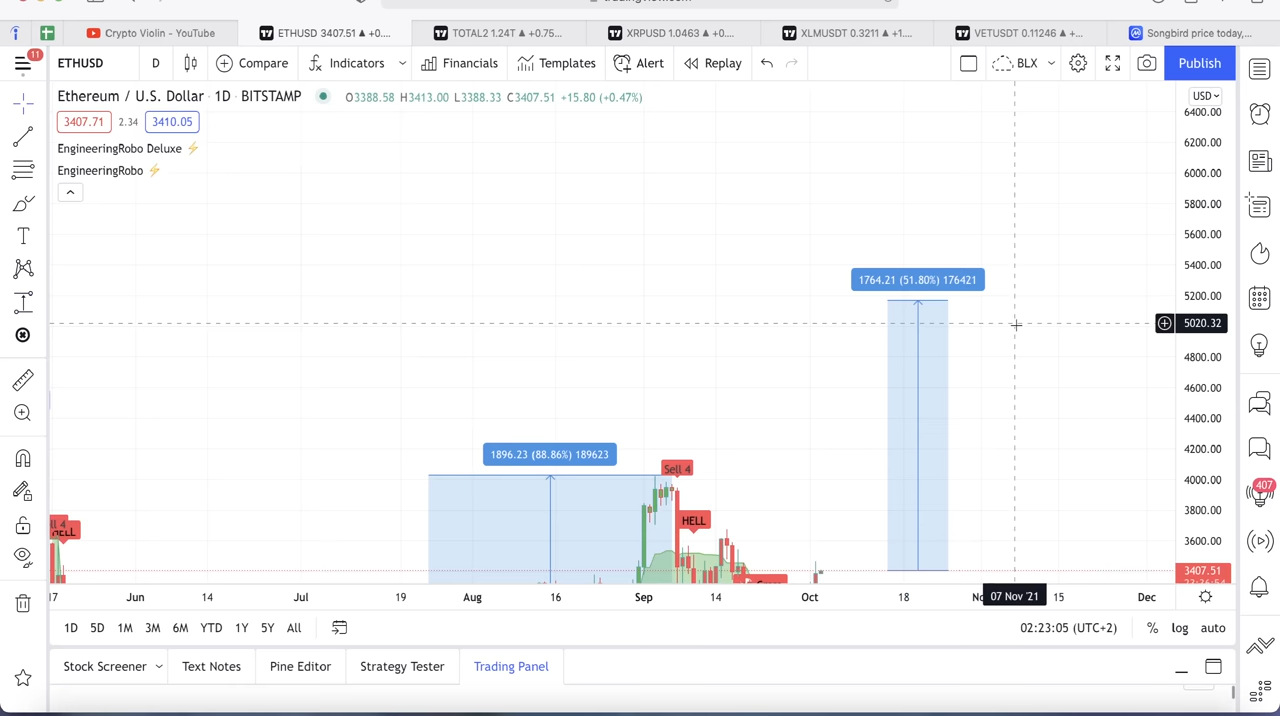 tradingview.com
Crypto Violin - YouTube
ETHUSD 3407.51 ▲ +0....
TOTAL2 1.24T ▲ +0.75...
XRPUSD 1.0463 ▲ +0...
XLMUSDT 0.3211 ▲ +1...
VETUSDT 0.11246 ▲ +...
Songbird price today,...
11
ETHUSD
D
Compare
Indicators
Financials
Templates
Alert
Replay
BLX
Publish
Ethereum / U.S. Dollar · 1D · BITSTAMP
O3388.58 H3413.00 L3388.33 C3407.51 +15.80 (+0.47%)
USD
3407.71 2.34 3410.05
EngineeringRobo Deluxe ⚡
EngineeringRobo ⚡
6400.00
6200.00
6000.00
5800.00
5600.00
5400.00
1764.21 (51.80%) 176421
5200.00
5020.32
4800.00
4600.00
4400.00
4200.00
1896.23 (88.86%) 189623
Sell 4
4000.00
407
3800.00
HELL
3600.00
3407.51
17
Jun
14
Jul
19
Aug
16
Sep
14
Oct
18
07 Nov '21
15
Dec
1D 5D 1M 3M 6M YTD 1Y 5Y All
02:23:05 (UTC+2)
% log auto
Stock Screener
Text Notes
Pine Editor
Strategy Tester
Trading Panel